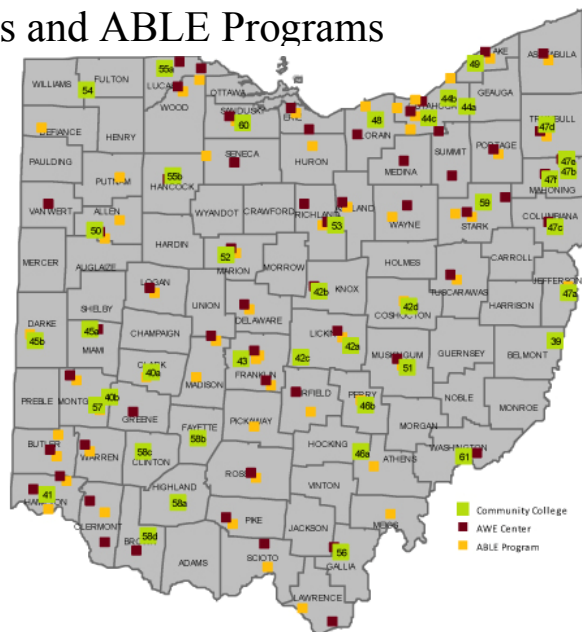 s and ABLE Programs
WILLIAMS
FULTON
54
55a
LUCAS
WOOD
OTTAWA
SANDUSKY
60
ERIE
48
LORAIN
44c
44b
44a
49
LAKE
GEAUGA
DEFIANCE
HENRY
PAULDING
PUTNAM
HANCOCK
55b
SENECA
HURON
MEDINA
SUMMIT
PORTAGE
47d
47e
47b
47f
MAHONING
VAN WERT
ALLEN
50
WYANDOT
CRAWFORD
RICHLAND
53
WAYNE
59
STARK
COLUMBIANA
47c
MERCER
AUGLAIZE
HARDIN
52
MARION
MORROW
HOLMES
CARROLL
JEFFERSON
47a
LOGAN
UNION
DELAWARE
42b
KNOX
42d
COSHOCTON
TUSCARAWAS
HARRISON
SHELBY
DARKE
45b
45a
MIAMI
CHAMPAIGN
LICKING
42a
42c
MUSKINGUM
51
GUERNSEY
BELMONT
39
CLARK
40a
MADISON
43
FRANKLIN
PREBLE
57
40b
GREENE
FAYETTE
58b
PICKAWAY
PERRY
46b
MORGAN
NOBLE
MONROE
BUTLER
WARREN
58c
CLINTON
ROSS
HOCKING
46a
ATHENS
WASHINGTON
61
41
HAMILTON
CLERMONT
HIGHLAND
58a
58d
PIKE
VINTON
JACKSON
MEIGS
ADAMS
SCIOTO
56
GALLIA
LAWRENCE
Community College
AWE Center
ABLE Program